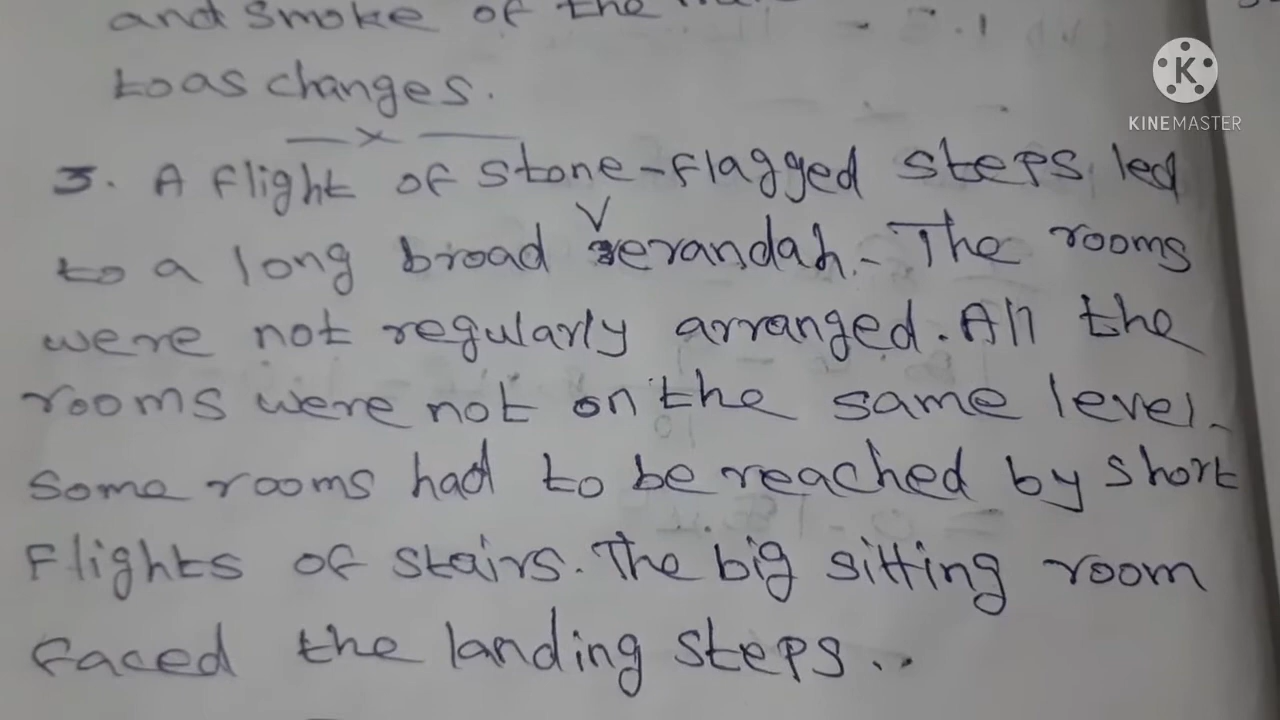 and smoke of the
to as changes.
3. A flight of stone-flagged steps led
to a long broad verandah. The rooms
were not regularly arranged. All the
rooms were not on the same level.
Some rooms had to be reached by short
flights of stairs. The big sitting room
faced the landing steps..
K
KINEMASTER